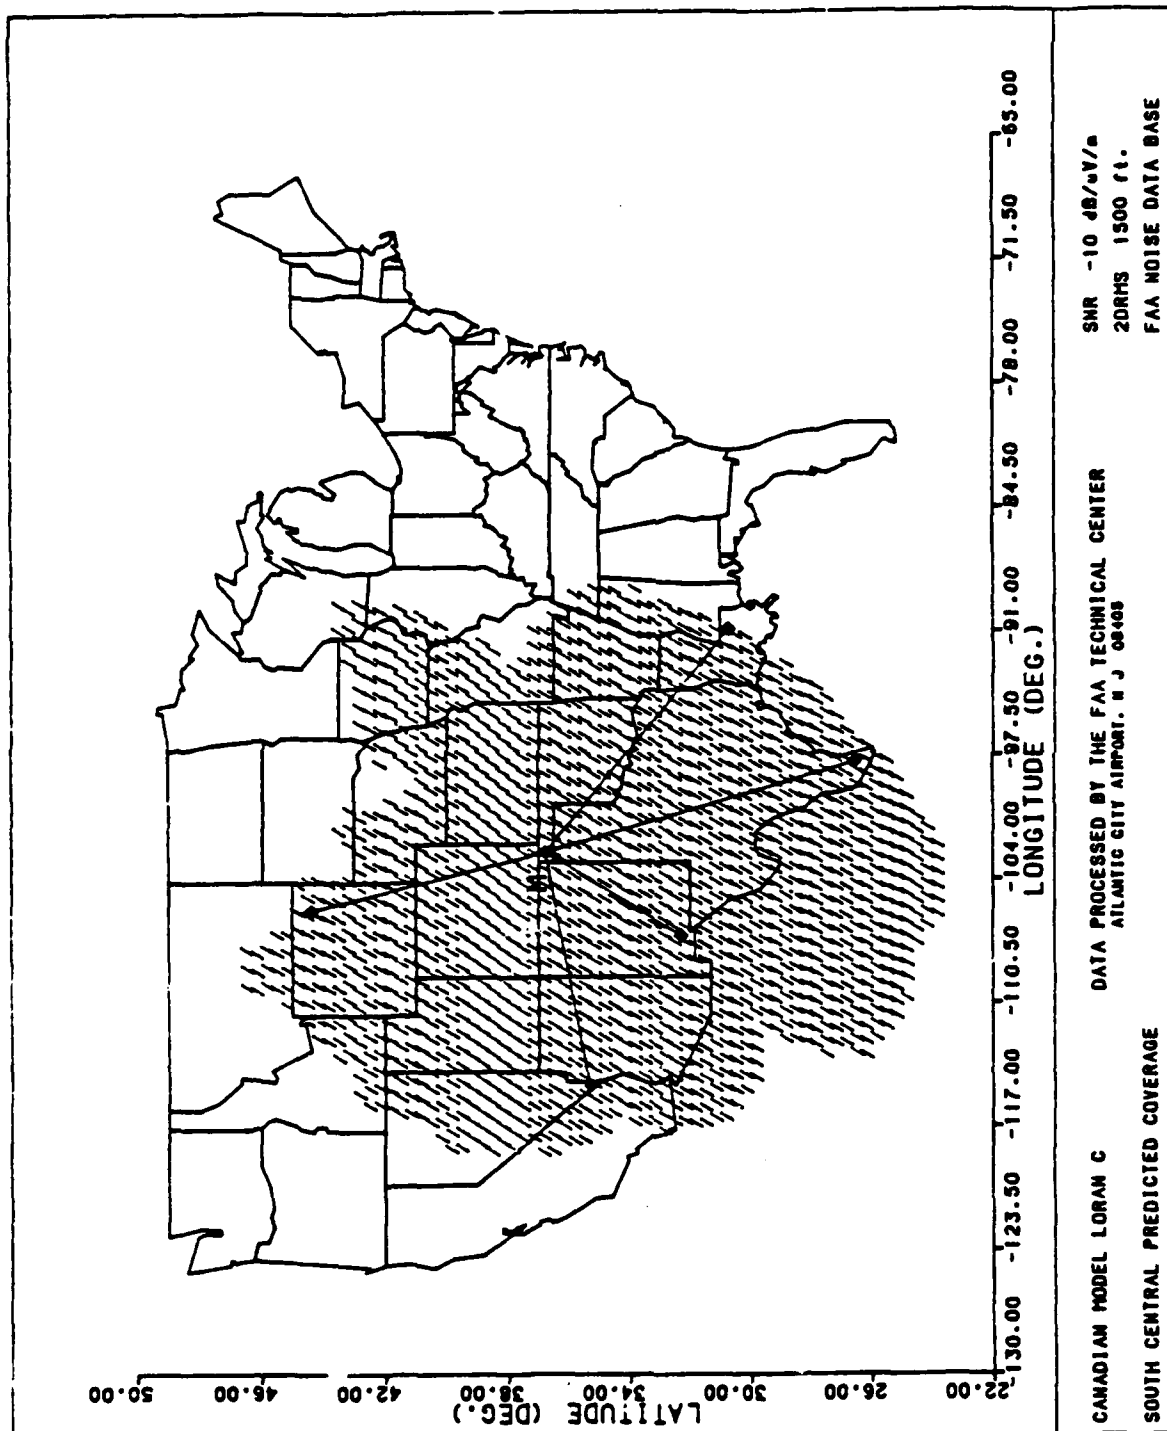 50.00
46.00
42.00
38.00
34.00
30.00
26.00
22.00
LATITUDE (DEG.)
M
-130.00
-123.50
-117.00
-110.50
-104.00
-97.50
-91.00
-84.50
-78.00
-71.50
-65.00
LONGITUDE (DEG.)
CANADIAN MODEL LORAN C
SOUTH CENTRAL PREDICTED COVERAGE
DATA PROCESSED BY THE FAA TECHNICAL CENTER
ATLANTIC CITY AIRPORT. N J 08405
SNR -10 dB/uV/m
2DRMS 1500 ft.
FAA NOISE DATA BASE